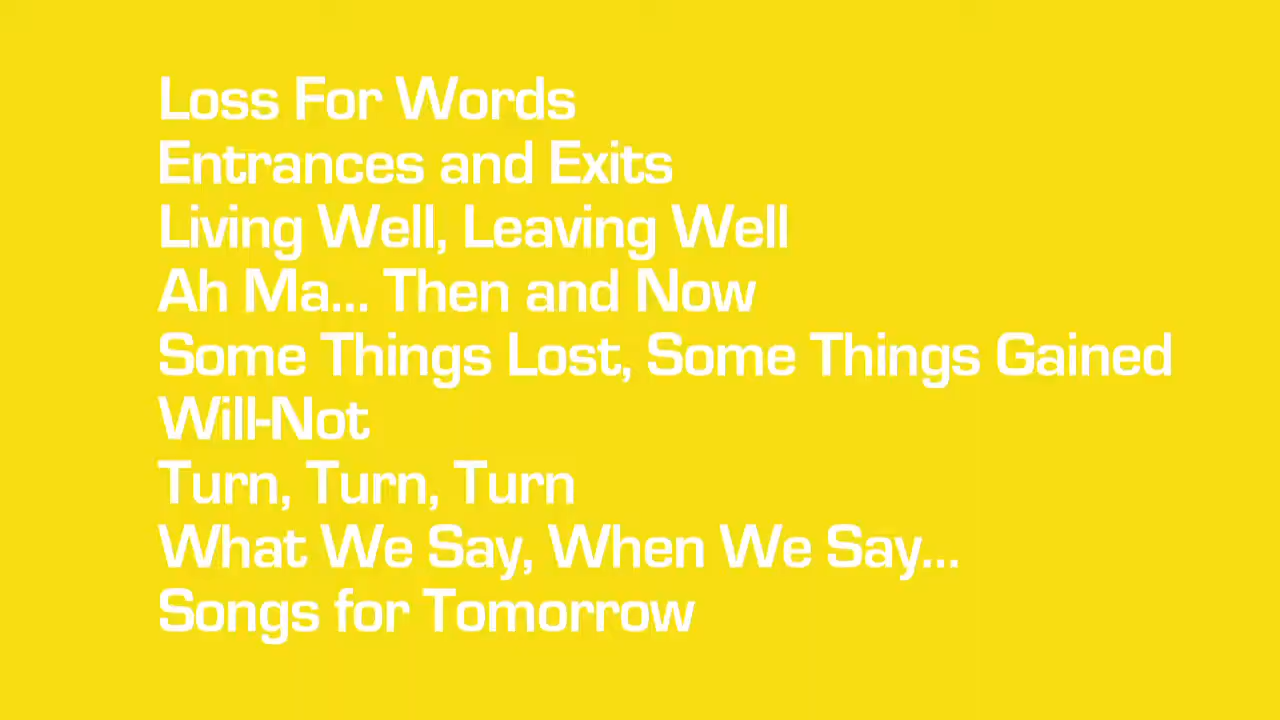 Loss For Words
Entrances and Exits
Living Well, Leaving Well
Ah Ma... Then and Now
Some Things Lost, Some Things Gained
Will-Not
Turn, Turn, Turn
What We Say, When We Say...
Songs for Tomorrow